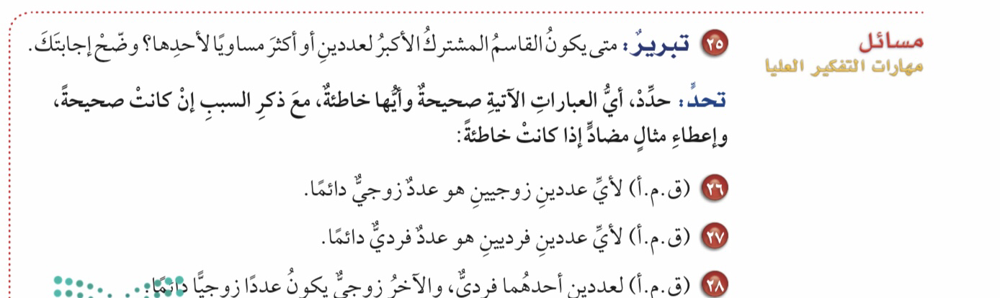 مسائل
مهارات التفكير العليا
٢٥ تبريرٌ: متى يكونُ القاسمُ المشتركُ الأكبرُ لعددينِ أو أكثرَ مساويًا لأحدِها؟ وضّحْ إجابتَكَ.
تحدٍّ: حدِّدْ، أيُّ العباراتِ الآتيةِ صحيحةٌ وأيُّها خاطئةٌ، معَ ذكرِ السببِ إنْ كانتْ صحيحةً،
وإعطاءِ مثالٍ مضادٍّ إذا كانتْ خاطئةً:
٢٦ (ق.م.أ) لأيِّ عددينِ زوجيينِ هو عددٌ زوجيٌّ دائمًا.
٢٧ (ق.م.أ) لأيِّ عددينِ فرديينِ هو عددٌ فرديٌّ دائمًا.
٢٨ (ق.م.أ) لعددينِ أحدهُما فرديٌّ، والآخرُ زوجيٌّ يكونُ عددًا زوجيًّا دائمًا.